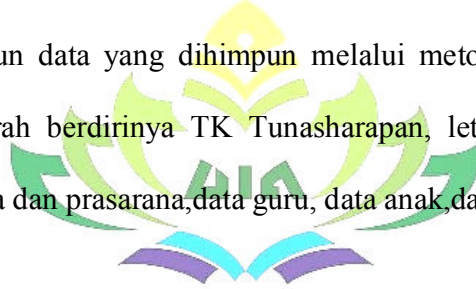 un data yang dihimpun melalui meto
rah berdirinya TK Tunasharapan, let
a dan prasarana,data guru, data anak,da